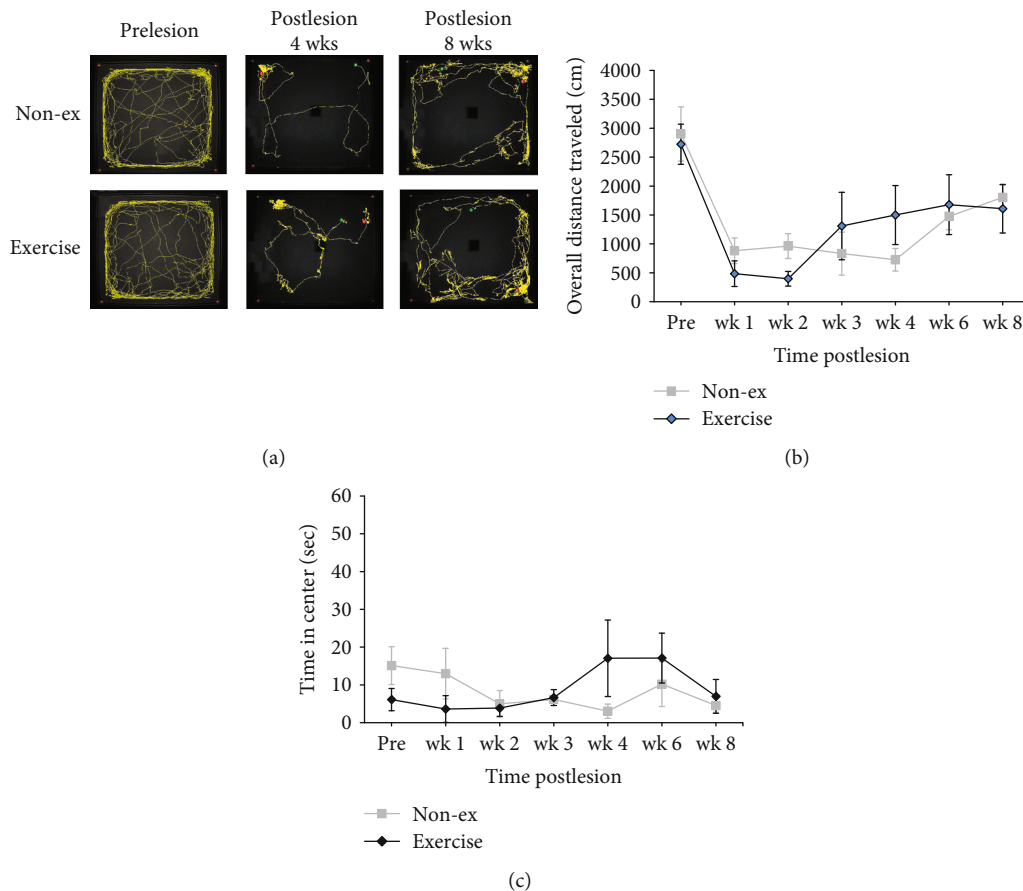 Prelesion
Postlesion
4 wks
Postlesion
8 wks
Non-ex
Exercise
(a)
Overall distance traveled (cm)
4000
3500
3000
2500
2000
1500
1000
500
0
Pre wk 1 wk 2 wk 3 wk 4 wk 6 wk 8
Time postlesion
Non-ex
Exercise
(b)
Time in center (sec)
60
50
40
30
20
10
0
Pre wk 1 wk 2 wk 3 wk 4 wk 6 wk 8
Time postlesion
Non-ex
Exercise
(c)